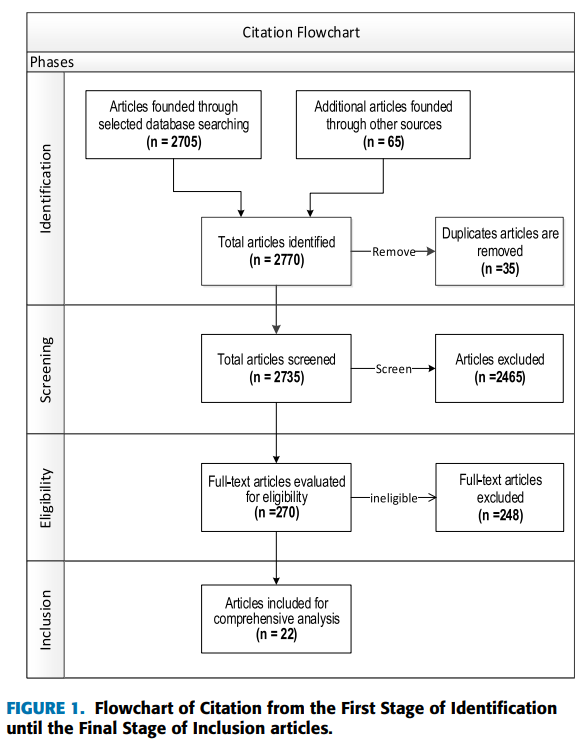 Citation Flowchart
Phases
Identification
Articles founded through
selected database searching
(n = 2705)
Additional articles founded
through other sources
(n = 65)
Total articles identified
(n = 2770)
Remove
Duplicates articles are
removed
(n =35)
Screening
Total articles screened
(n = 2735)
Screen
Articles excluded
(n =2465)
Eligibility
Full-text articles evaluated
for eligibility
(n =270)
ineligible
Full-text articles
excluded
(n =248)
Inclusion
Articles included for
comprehensive analysis
(n = 22)
FIGURE 1. Flowchart of Citation from the First Stage of Identification
until the Final Stage of Inclusion articles.